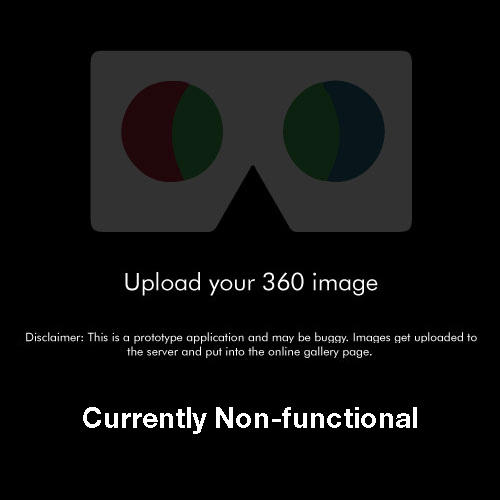 Upload your 360 image
Disclaimer: This is a prototype application and may be buggy. Images get uploaded to
the server and put into the online gallery page.
Currently Non-functional